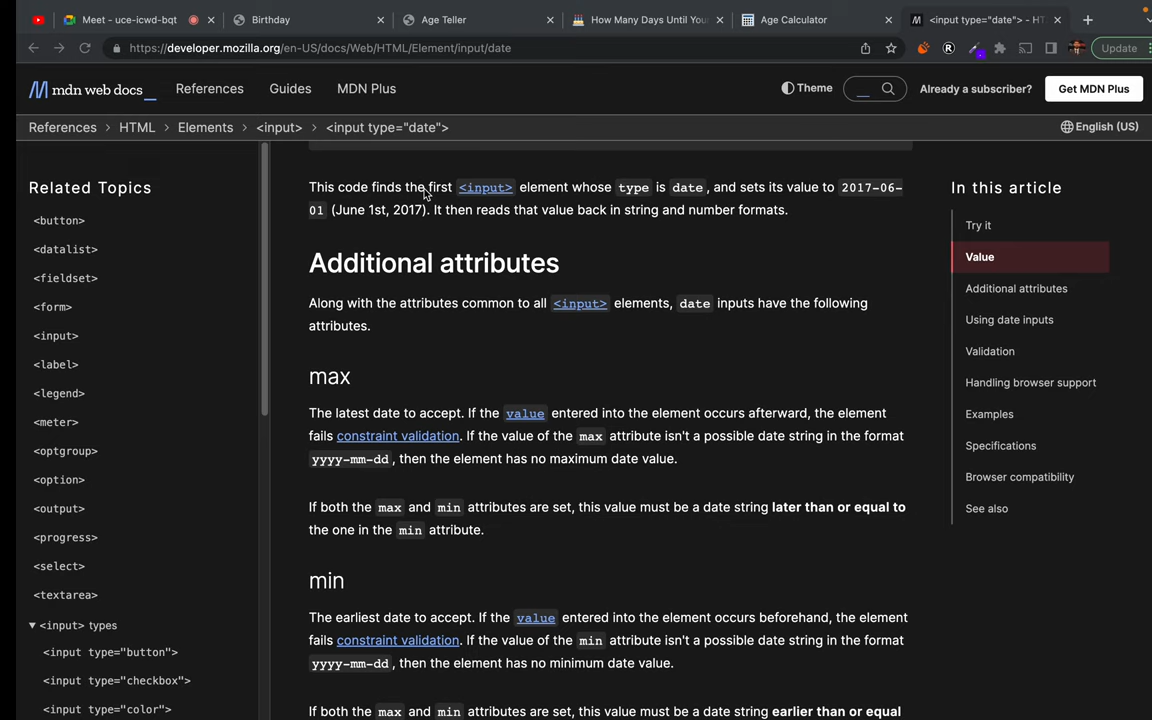 Meet - uce-icwd-bqt
Birthday
Age Teller
How Many Days Until Your
Age Calculator
<input type="date"> - HT
https://developer.mozilla.org/en-US/docs/Web/HTML/Element/input/date
Update
mdn web docs_
References
Guides
MDN Plus
Theme
Already a subscriber?
Get MDN Plus
References > HTML > Elements > <input> > <input type="date">
English (US)
Related Topics
<button>
<datalist>
<fieldset>
<form>
<input>
<label>
<legend>
<meter>
<optgroup>
<option>
<output>
<progress>
<select>
<textarea>
<input> types
<input type="button">
<input type="checkbox">
<input type="color">
This code finds the first <input> element whose type is date, and sets its value to 2017-06-
01 (June 1st, 2017). It then reads that value back in string and number formats.
Additional attributes
Along with the attributes common to all <input> elements, date inputs have the following
attributes.
max
The latest date to accept. If the value entered into the element occurs afterward, the element
fails constraint validation. If the value of the max attribute isn't a possible date string in the format
yyyy-mm-dd, then the element has no maximum date value.
If both the max and min attributes are set, this value must be a date string later than or equal to
the one in the min attribute.
min
The earliest date to accept. If the value entered into the element occurs beforehand, the element
fails constraint validation. If the value of the min attribute isn't a possible date string in the format
yyyy-mm-dd, then the element has no minimum date value.
If both the max and min attributes are set, this value must be a date string earlier than or equal
In this article
Try it
Value
Additional attributes
Using date inputs
Validation
Handling browser support
Examples
Specifications
Browser compatibility
See also